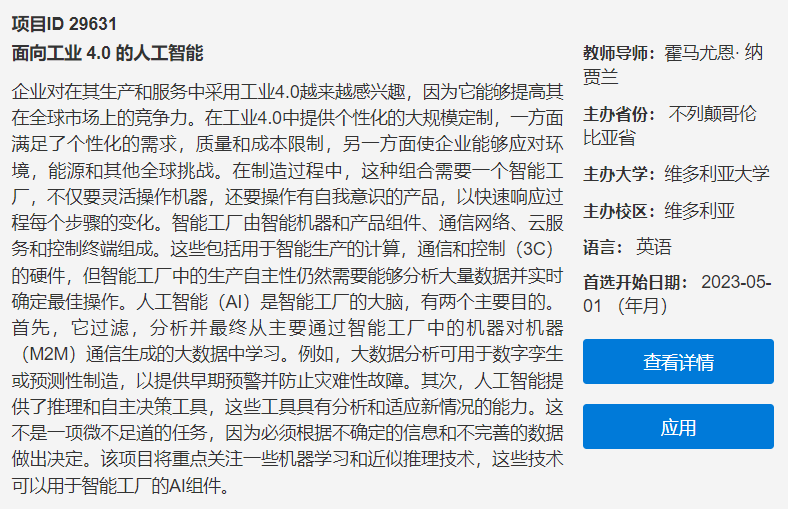 项目ID 29631
面向工业 4.0 的人工智能
企业对在其生产和服务中采用工业4.0越来越感兴趣，因为它能够提高其
在全球市场上的竞争力。在工业4.0中提供个性化的大规模定制，一方面
满足了个性化的需求，质量和成本限制，另一方面使企业能够应对环
境，能源和其他全球挑战。在制造过程中，这种组合需要一个智能工
厂，不仅要灵活操作机器，还要操作有自我意识的产品，以快速响应过
程每个步骤的变化。智能工厂由智能机器和产品组件、通信网络、云服
务和控制终端组成。这些包括用于智能生产的计算，通信和控制（3C）
的硬件，但智能工厂中的生产自主性仍然需要能够分析大量数据并实时
确定最佳操作。人工智能（AI）是智能工厂的大脑，有两个主要目的。
首先，它过滤，分析并最终从主要通过智能工厂中的机器对机器
（M2M）通信生成的大数据中学习。例如，大数据分析可用于数字孪生
或预测性制造，以提供早期预警并防止灾难性故障。其次，人工智能提
供了推理和自主决策工具，这些工具具有分析和适应新情况的能力。这
不是一项微不足道的任务，因为必须根据不确定的信息和不完善的数据
做出决定。该项目将重点关注一些机器学习和近似推理技术，这些技术
可以用于智能工厂的AI组件。
教师导师：霍马尤恩· 纳
贾兰
主办省份： 不列颠哥伦
比亚省
主办大学：维多利亚大学
主办校区：维多利亚
语言： 英语
首选开始日期： 2023-05-
01 （年月）
查看详情
应用